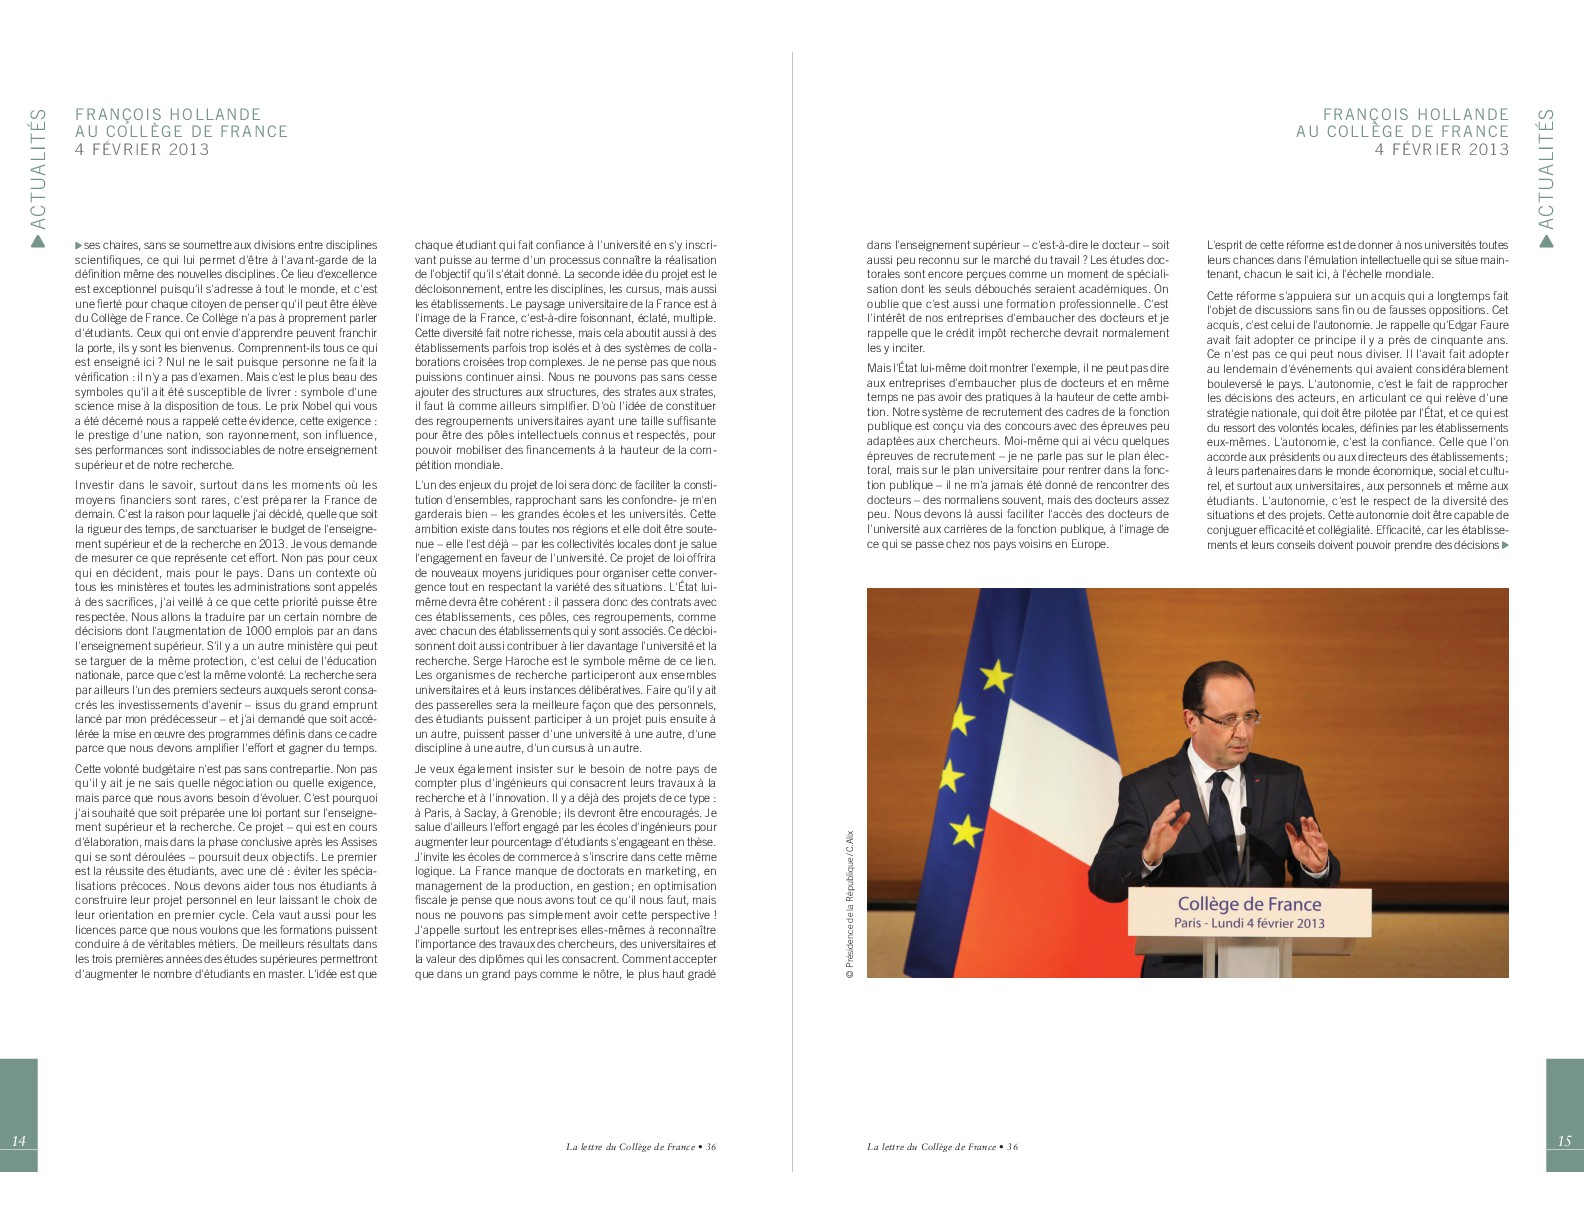 ACTUALITÉS
FRANÇOIS HOLLANDE
AU COLLÈGE DE FRANCE
4 FÉVRIER 2013
ses chaires, sans se soumettre aux divisions entre disciplines
scientifiques, ce qui lui permet d'être à l'avant-garde de la
définition même des nouvelles disciplines. Ce lieu d'excellence
est exceptionnel puisqu'il s'adresse à tout le monde, et c'est
une fierté pour chaque citoyen de penser qu'il peut être élève
du Collège de France. Ce Collège n'a pas à proprement parler
d'étudiants. Ceux qui ont envie d'apprendre peuvent franchir
la porte, ils y sont les bienvenus. Comprennent-ils tous ce qui
est enseigné ici ? Nul ne le sait puisque personne ne fait la
vérification : il n'y a pas d'examen. Mais c'est le plus beau des
symboles qu'il ait été susceptible de livrer : symbole d'une
science mise à la disposition de tous. Le prix Nobel qui vous
a été décerné nous a rappelé cette évidence, cette exigence :
le prestige d'une nation, son rayonnement, son influence,
ses performances sont indissociables de notre enseignement
supérieur et de notre recherche.
Investir dans le savoir, surtout dans les moments où les
moyens financiers sont rares, c'est préparer la France de
demain. C'est la raison pour laquelle j'ai décidé, quelle que soit
la rigueur des temps, de sanctuariser le budget de l'enseigne-
ment supérieur et de la recherche en 2013. Je vous demande
de mesurer ce que représente cet effort. Non pas pour ceux
qui en décident, mais pour le pays. Dans un contexte où
tous les ministères et toutes les administrations sont appelés
à des sacrifices, j'ai veillé à ce que cette priorité puisse être
respectée. Nous allons la traduire par un certain nombre de
décisions dont l'augmentation de 1000 emplois par an dans
l'enseignement supérieur. S'il y a un autre ministère qui peut
se targuer de la même protection, c'est celui de l'éducation
nationale, parce que c'est la même volonté. La recherche sera
par ailleurs l'un des premiers secteurs auxquels seront consa-
crés les investissements d'avenir – issus du grand emprunt
lancé par mon prédécesseur – et j'ai demandé que soit accé-
lérée la mise en œuvre des programmes définis dans ce cadre
parce que nous devons amplifier l'effort et gagner du temps.
Cette volonté budgétaire n'est pas sans contrepartie. Non pas
qu'il y ait je ne sais quelle négociation ou quelle exigence,
mais parce que nous avons besoin d'évoluer. C'est pourquoi
j'ai souhaité que soit préparée une loi portant sur l'enseigne-
ment supérieur et la recherche. Ce projet – qui est en cours
d'élaboration, mais dans la phase conclusive après les Assises
qui se sont déroulées – poursuit deux objectifs. Le premier
est la réussite des étudiants, avec une clé : éviter les spécia-
lisations précoces. Nous devons aider tous nos étudiants à
construire leur projet personnel en leur laissant le choix de
leur orientation en premier cycle. Cela vaut aussi pour les
licences parce que nous voulons que les formations puissent
conduire à de véritables métiers. De meilleurs résultats dans
les trois premières années des études supérieures permettront
d'augmenter le nombre d'étudiants en master. L'idée est que
chaque étudiant qui fait confiance à l'université en s'y inscri-
vant puisse au terme d'un processus connaître la réalisation
de l'objectif qu'il s'était donné. La seconde idée du projet est le
décloisonnement, entre les disciplines, les cursus, mais aussi
les établissements. Le paysage universitaire de la France est à
l'image de la France, c'est-à-dire foisonnant, éclaté, multiple.
Cette diversité fait notre richesse, mais cela aboutit aussi à des
établissements parfois trop isolés et à des systèmes de colla-
borations croisées trop complexes. Je ne pense pas que nous
puissions continuer ainsi. Nous ne pouvons pas sans cesse
ajouter des structures aux structures, des strates aux strates,
il faut là comme ailleurs simplifier. D'où l'idée de constituer
des regroupements universitaires ayant une taille suffisante
pour être des pôles intellectuels connus et respectés, pour
pouvoir mobiliser des financements à la hauteur de la com-
pétition mondiale.
L'un des enjeux du projet de loi sera donc de faciliter la consti-
tution d'ensembles, rapprochant sans les confondre- je m'en
garderais bien – les grandes écoles et les universités. Cette
ambition existe dans toutes nos régions et elle doit être soute-
nue – elle l'est déjà – par les collectivités locales dont je salue
l'engagement en faveur de l'université. Ce projet de loi offrira
de nouveaux moyens juridiques pour organiser cette conver-
gence tout en respectant la variété des situations. L'État lui-
même devra être cohérent : il passera donc des contrats avec
ces établissements, ces pôles, ces regroupements, comme
avec chacun des établissements qui y sont associés. Ce décloi-
sonnent doit aussi contribuer à lier davantage l'université et la
recherche. Serge Haroche est le symbole même de ce lien.
Les organismes de recherche participeront aux ensembles
universitaires et à leurs instances délibératives. Faire qu'il y ait
des passerelles sera la meilleure façon que des personnels,
des étudiants puissent participer à un projet puis ensuite à
un autre, puissent passer d'une université à une autre, d'une
discipline à une autre, d'un cursus à un autre.
Je veux également insister sur le besoin de notre pays de
compter plus d'ingénieurs qui consacrent leurs travaux à la
recherche et à l'innovation. Il y a déjà des projets de ce type :
à Paris, à Saclay, à Grenoble ; ils devront être encouragés. Je
salue d'ailleurs l'effort engagé par les écoles d'ingénieurs pour
augmenter leur pourcentage d'étudiants s'engageant en thèse.
J'invite les écoles de commerce à s'inscrire dans cette même
logique. La France manque de doctorats en marketing, en
management de la production, en gestion ; en optimisation
fiscale je pense que nous avons tout ce qu'il nous faut, mais
nous ne pouvons pas simplement avoir cette perspective !
J'appelle surtout les entreprises elles-mêmes à reconnaître
l'importance des travaux des chercheurs, des universitaires et
la valeur des diplômes qui les consacrent. Comment accepter
que dans un grand pays comme le nôtre, le plus haut gradé
14
La lettre du Collège de France • 36
FRANÇOIS HOLLANDE
AU COLLÈGE DE FRANCE
4 FÉVRIER 2013
ACTUALITÉS
dans l'enseignement supérieur – c'est-à-dire le docteur – soit
aussi peu reconnu sur le marché du travail ? Les études doc-
torales sont encore perçues comme un moment de spéciali-
sation dont les seuls débouchés seraient académiques. On
oublie que c'est aussi une formation professionnelle. C'est
l'intérêt de nos entreprises d'embaucher des docteurs et je
rappelle que le crédit impôt recherche devrait normalement
les y inciter.
Mais l'État lui-même doit montrer l'exemple, il ne peut pas dire
aux entreprises d'embaucher plus de docteurs et en même
temps ne pas avoir des pratiques à la hauteur de cette ambi-
tion. Notre système de recrutement des cadres de la fonction
publique est conçu via des concours avec des épreuves peu
adaptées aux chercheurs. Moi-même qui ai vécu quelques
épreuves de recrutement – je ne parle pas sur le plan élec-
toral, mais sur le plan universitaire pour rentrer dans la fonc-
tion publique – il ne m'a jamais été donné de rencontrer des
docteurs – des normaliens souvent, mais des docteurs assez
peu. Nous devons là aussi faciliter l'accès des docteurs de
l'université aux carrières de la fonction publique, à l'image de
ce qui se passe chez nos pays voisins en Europe.
L'esprit de cette réforme est de donner à nos universités toutes
leurs chances dans l'émulation intellectuelle qui se situe main-
tenant, chacun le sait ici, à l'échelle mondiale.
Cette réforme s'appuiera sur un acquis qui a longtemps fait
l'objet de discussions sans fin ou de fausses oppositions. Cet
acquis, c'est celui de l'autonomie. Je rappelle qu'Edgar Faure
avait fait adopter ce principe il y a près de cinquante ans.
Ce n'est pas ce qui peut nous diviser. Il l'avait fait adopter
au lendemain d'événements qui avaient considérablement
bouleversé le pays. L'autonomie, c'est le fait de rapprocher
les décisions des acteurs, en articulant ce qui relève d'une
stratégie nationale, qui doit être pilotée par l'État, et ce qui est
du ressort des volontés locales, définies par les établissements
eux-mêmes. L'autonomie, c'est la confiance. Celle que l'on
accorde aux présidents ou aux directeurs des établissements ;
à leurs partenaires dans le monde économique, social et cultu-
rel, et surtout aux universitaires, aux personnels et même aux
étudiants. L'autonomie, c'est le respect de la diversité des
situations et des projets. Cette autonomie doit être capable de
conjuguer efficacité et collégialité. Efficacité, car les établisse-
ments et leurs conseils doivent pouvoir prendre des décisions
© Présidence de la République / C.Alix
Collège de France
Paris - Lundi 4 février 2013
La lettre du Collège de France • 36
15